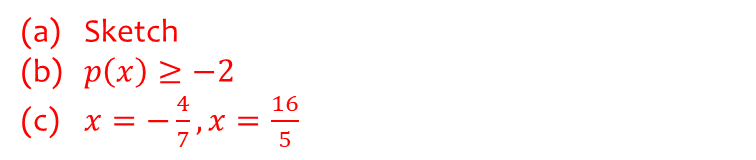 (a) Sketch
(b) p(x) ≥ −2
(c) x = −4/7, x = 16/5